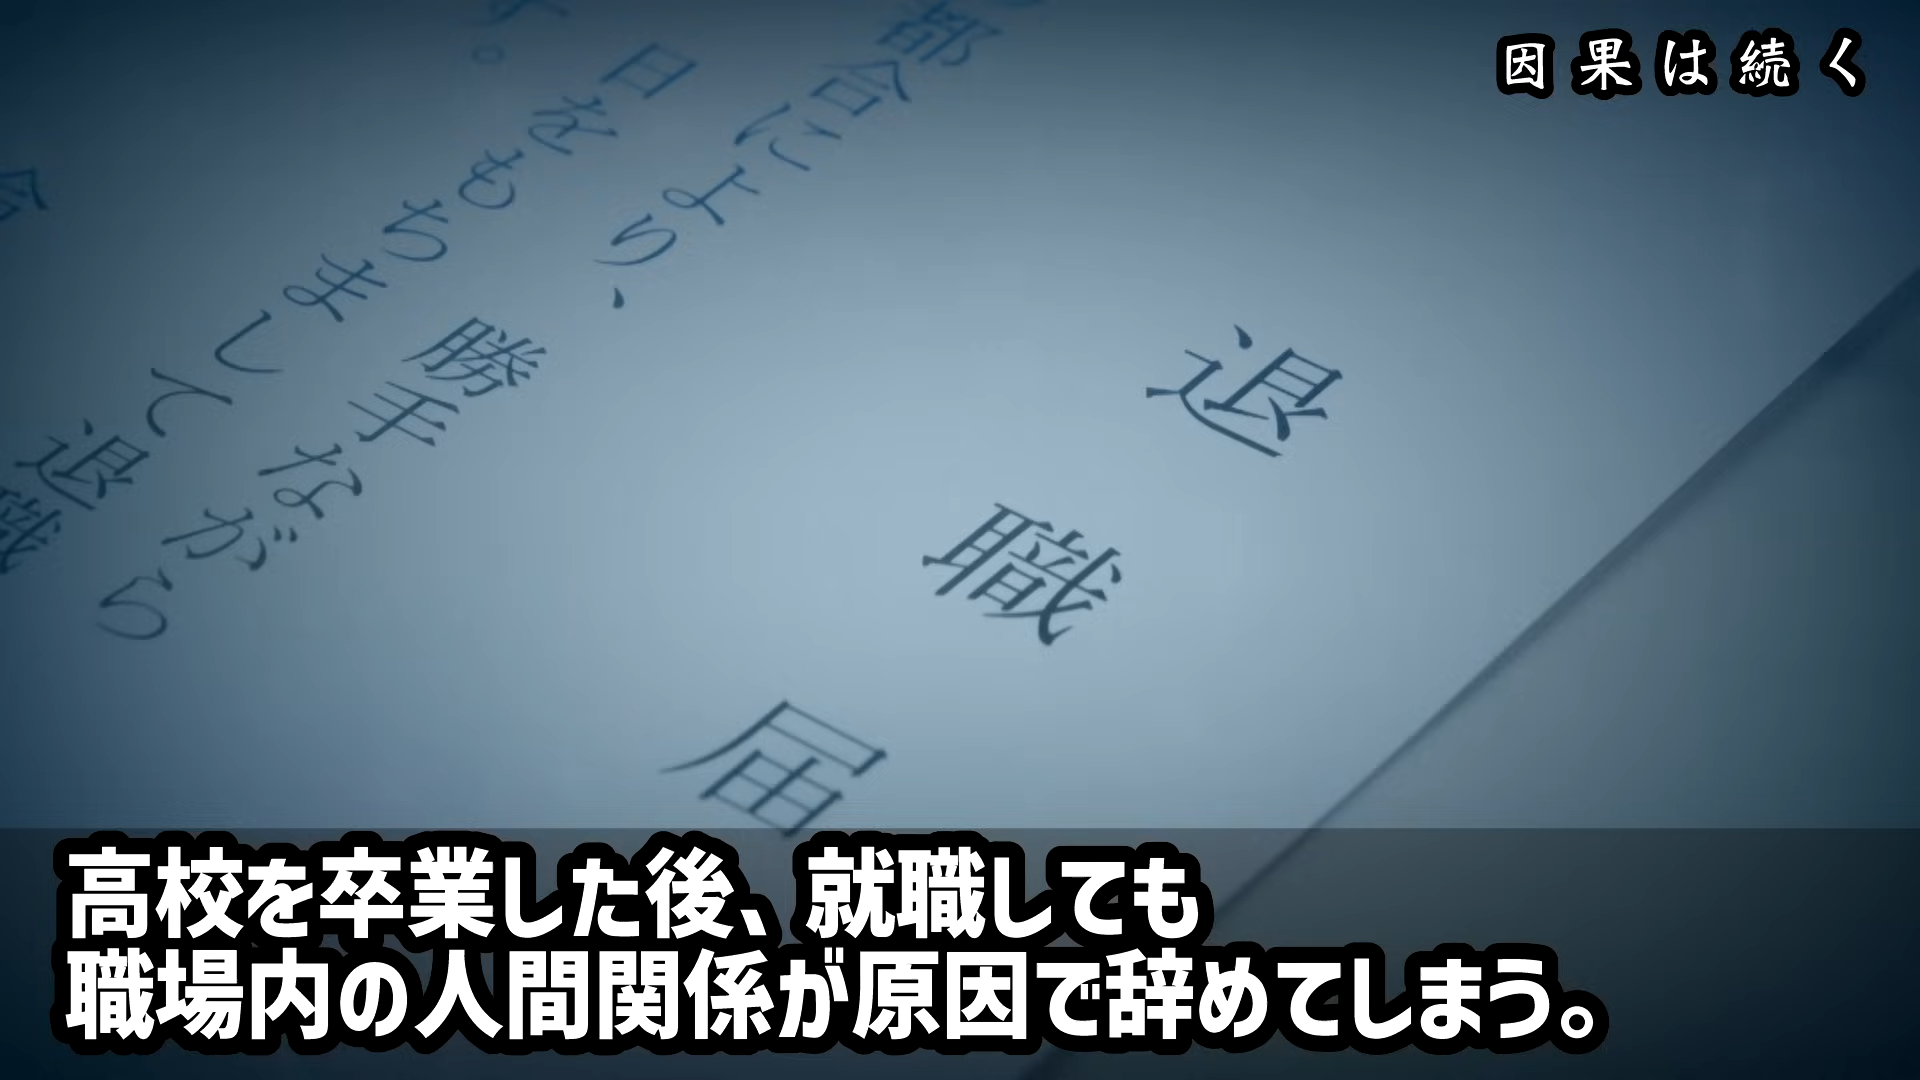 因果は続く
退職届
都合により、勝手ながら
日をもちまして退職
す。
合
高校を卒業した後、就職しても
職場内の人間関係が原因で辞めてしまう。